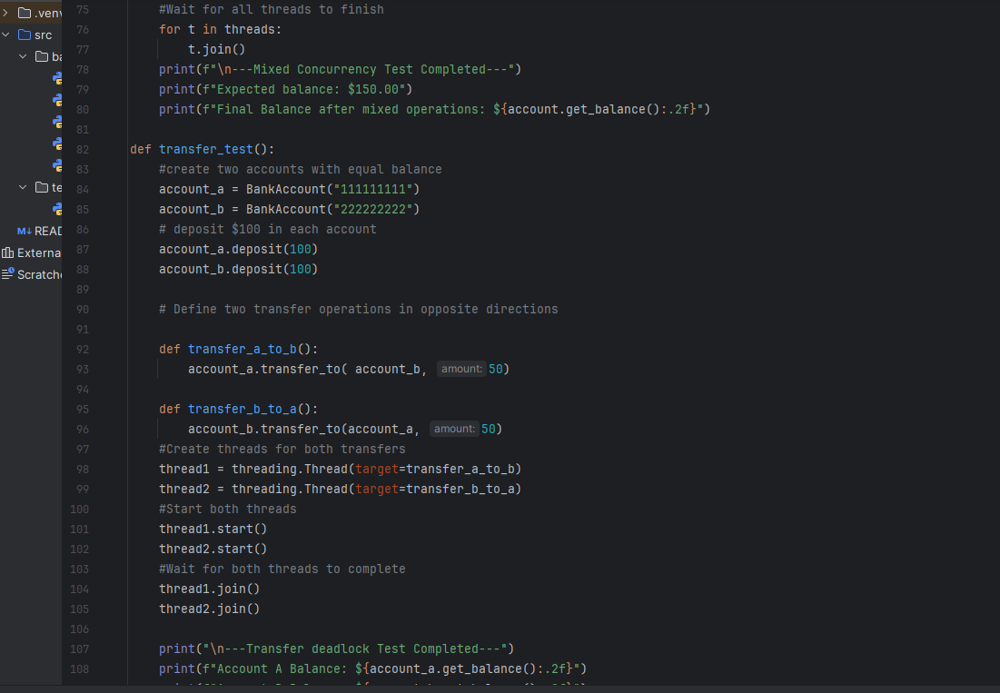 .venv
src
ba
te
READ
Externa
Scratche
75 #Wait for all threads to finish
76 for t in threads:
77 t.join()
78 print(f"\n---Mixed Concurrency Test Completed---")
79 print(f"Expected balance: $150.00")
80 print(f"Final Balance after mixed operations: ${account.get_balance():.2f}")
81
82 def transfer_test():
83 #create two accounts with equal balance
84 account_a = BankAccount("111111111")
85 account_b = BankAccount("222222222")
86 # deposit $100 in each account
87 account_a.deposit(100)
88 account_b.deposit(100)
89
90 # Define two transfer operations in opposite directions
91
92 def transfer_a_to_b():
93 account_a.transfer_to( account_b, amount: 50)
94
95 def transfer_b_to_a():
96 account_b.transfer_to(account_a, amount: 50)
97 #Create threads for both transfers
98 thread1 = threading.Thread(target=transfer_a_to_b)
99 thread2 = threading.Thread(target=transfer_b_to_a)
100 #Start both threads
101 thread1.start()
102 thread2.start()
103 #Wait for both threads to complete
104 thread1.join()
105 thread2.join()
106
107 print("\n---Transfer deadlock Test Completed---")
108 print(f"Account A Balance: ${account_a.get_balance():.2f}")